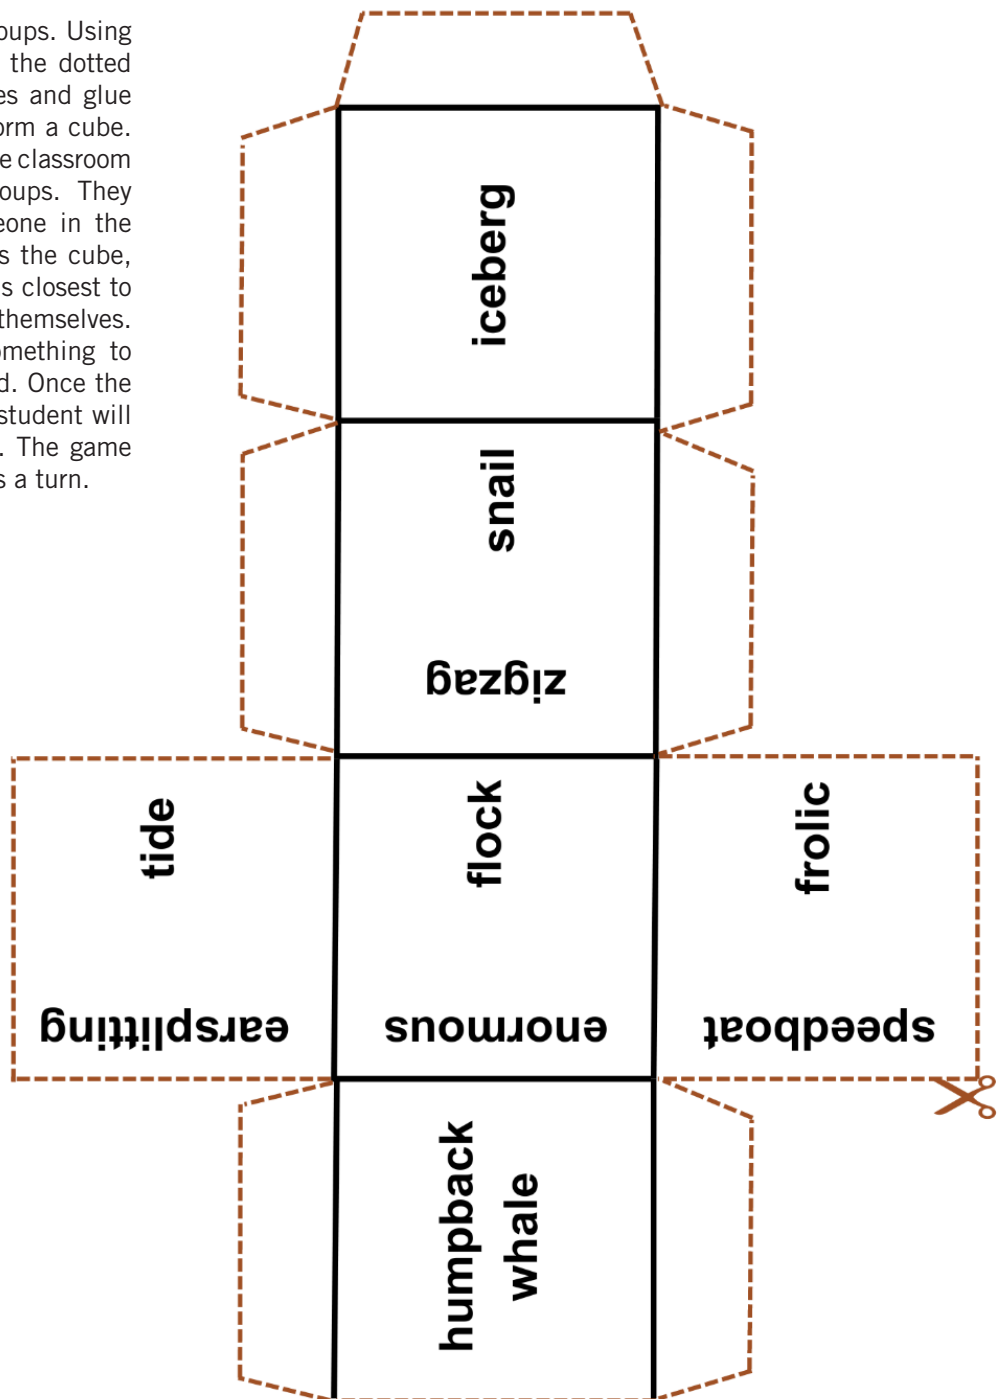 oups. Using
the dotted
es and glue
orm a cube.
e classroom
oups. They
eone in the
s the cube,
s closest to
themselves.
omething to
d. Once the
student will
. The game
s a turn.
iceberg
snail
zigzag
tide
flock
frolic
earsplitting
enormous
speedboat
humpback
whale